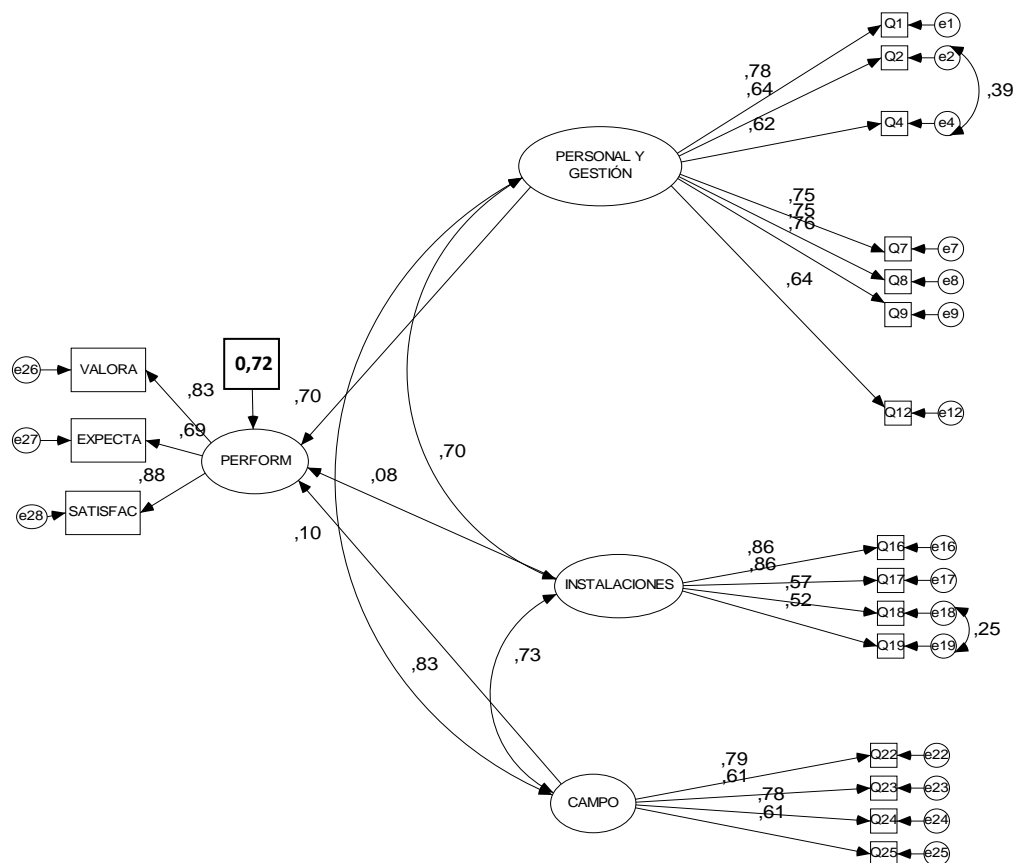 Q1
e1
Q2
e2
,78
,64
,39
,62
Q4
e4
PERSONAL Y
GESTIÓN
,75
,75
,76
Q7
e7
Q8
e8
,64
Q9
e9
Q12
e12
e26
VALORA
0,72
,83
,70
e27
EXPECTA
,69
PERFORM
,70
,88
,08
e28
SATISFAC
,10
,86
,86
Q16
e16
INSTALACIONES
,57
Q17
e17
,52
Q18
e18
,25
Q19
e19
,73
,83
,79
,61
Q22
e22
,78
Q23
e23
CAMPO
,61
Q24
e24
Q25
e25